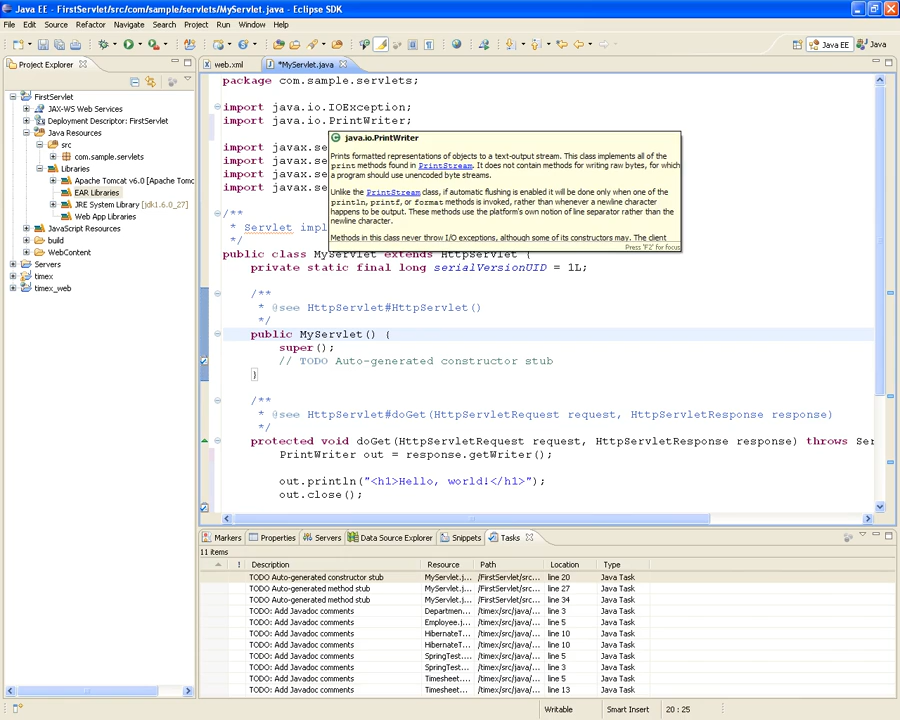 Java EE - FirstServlet/src/com/sample/servlets/MyServlet.java - Eclipse SDK
File Edit Source Refactor Navigate Search Project Run Window Help
Java EE Java
Project Explorer
FirstServlet
JAX-WS Web Services
Deployment Descriptor: FirstServlet
Java Resources
src
com.sample.servlets
Libraries
Apache Tomcat v6.0 [Apache Tomc
EAR Libraries
JRE System Library [jdk1.6.0_27]
Web App Libraries
JavaScript Resources
build
WebContent
Servers
timex
timex_web
web.xml *MyServlet.java
package com.sample.servlets;
import java.io.IOException;
import java.io.PrintWriter;
import javax.se
import javax.se
import javax.se
import javax.se
java.io.PrintWriter
Prints formatted representations of objects to a text-output stream. This class implements all of the
print methods found in PrintStream. It does not contain methods for writing raw bytes, for which
a program should use unencoded byte streams.
Unlike the PrintStream class, if automatic flushing is enabled it will be done only when one of the
println, printf, or format methods is invoked, rather than whenever a newline character
happens to be output. These methods use the platform's own notion of line separator rather than the
newline character.
Methods in this class never throw I/O exceptions, although some of its constructors may. The client
Press 'F2' for focus
/**
* Servlet impl
*/
public class MyServlet extends HttpServlet {
private static final long serialVersionUID = 1L;
/**
* @see HttpServlet#HttpServlet()
*/
public MyServlet() {
super();
// TODO Auto-generated constructor stub
}
/**
* @see HttpServlet#doGet(HttpServletRequest request, HttpServletResponse response)
*/
protected void doGet(HttpServletRequest request, HttpServletResponse response) throws Ser
PrintWriter out = response.getWriter();
out.println("<h1>Hello, world!</h1>");
out.close();
Markers Properties Servers Data Source Explorer Snippets Tasks
11 items
! Description Resource Path Location Type
TODO Auto-generated constructor stub MyServlet.j... /FirstServlet/src... line 20 Java Task
TODO Auto-generated method stub MyServlet.j... /FirstServlet/src... line 27 Java Task
TODO Auto-generated method stub MyServlet.j... /FirstServlet/src... line 34 Java Task
TODO: Add Javadoc comments Departmen... /timex/src/java/... line 3 Java Task
TODO: Add Javadoc comments Employee.j... /timex/src/java/... line 5 Java Task
TODO: Add Javadoc comments HibernateT... /timex/src/java/... line 10 Java Task
TODO: Add Javadoc comments HibernateT... /timex/src/java/... line 10 Java Task
TODO: Add Javadoc comments SpringTest.... /timex/src/java/... line 5 Java Task
TODO: Add Javadoc comments SpringTest.... /timex/src/java/... line 3 Java Task
TODO: Add Javadoc comments Timesheet.... /timex/src/java/... line 5 Java Task
TODO: Add Javadoc comments Timesheet... /timex/src/java/... line 13 Java Task
Writable Smart Insert 20 : 25